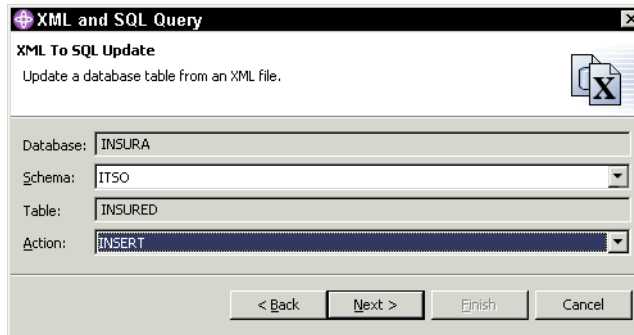 XML and SQL Query
XML To SQL Update
Update a database table from an XML file.
X
Database: INSURA
Schema: ITSO
Table: INSURED
Action: INSERT
< Back Next > Finish Cancel